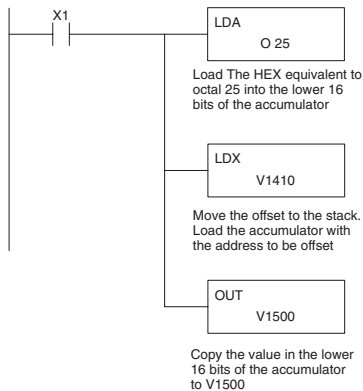 X1
LDA
O 25
Load The HEX equivalent to
octal 25 into the lower 16
bits of the accumulator
LDX
V1410
Move the offset to the stack.
Load the accumulator with
the address to be offset
OUT
V1500
Copy the value in the lower
16 bits of the accumulator
to V1500